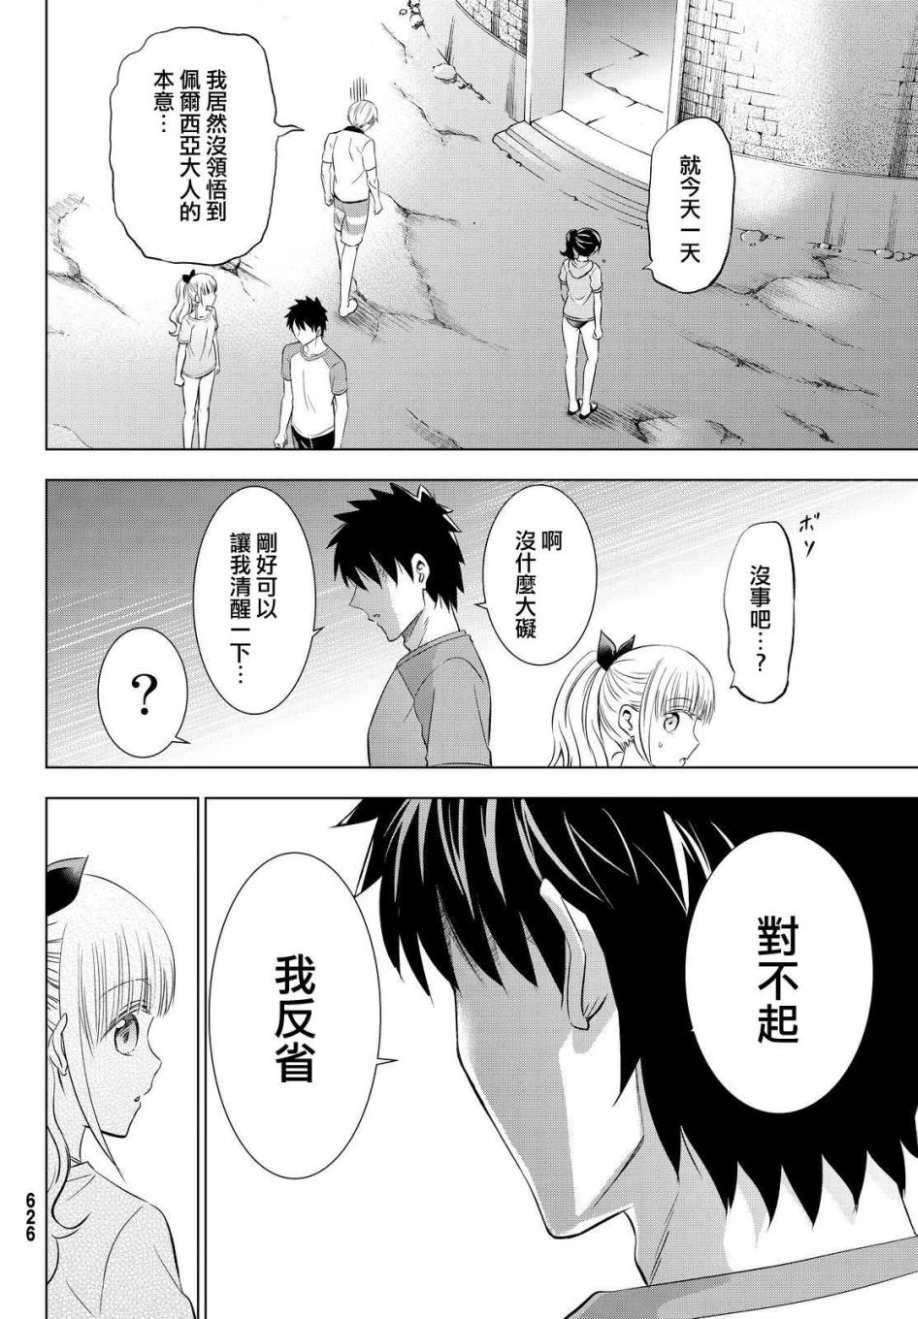 就今天一天
我居然沒領悟到
佩爾西亞大人的
本意…
ボソ
沒事吧…?
啊
沒什麼大礙
剛好可以
讓我清醒一下…
?
對不起
我反省
626